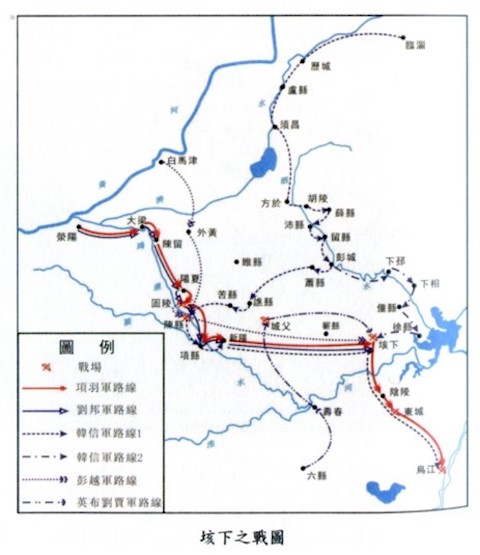 臨淄
歷城
盧縣
須昌
河
水
白馬津
黃
濟
方於
胡陵
薛縣
大梁
滎陽
陳留
外黃
沛縣
留縣
彭城
睢縣
下邳
陽夏
蕭縣
水
下相
固陵
苦縣
譙縣
僮縣
陳縣
城父
蘄縣
徐縣
項縣
新陽
垓下
圖 例
戰場
項羽軍路線
劉邦軍路線
韓信軍路線1
韓信軍路線2
彭越軍路線
英布劉賈軍路線
水
河
陰陵
東城
壽春
淮
六縣
烏江
垓下之戰圖